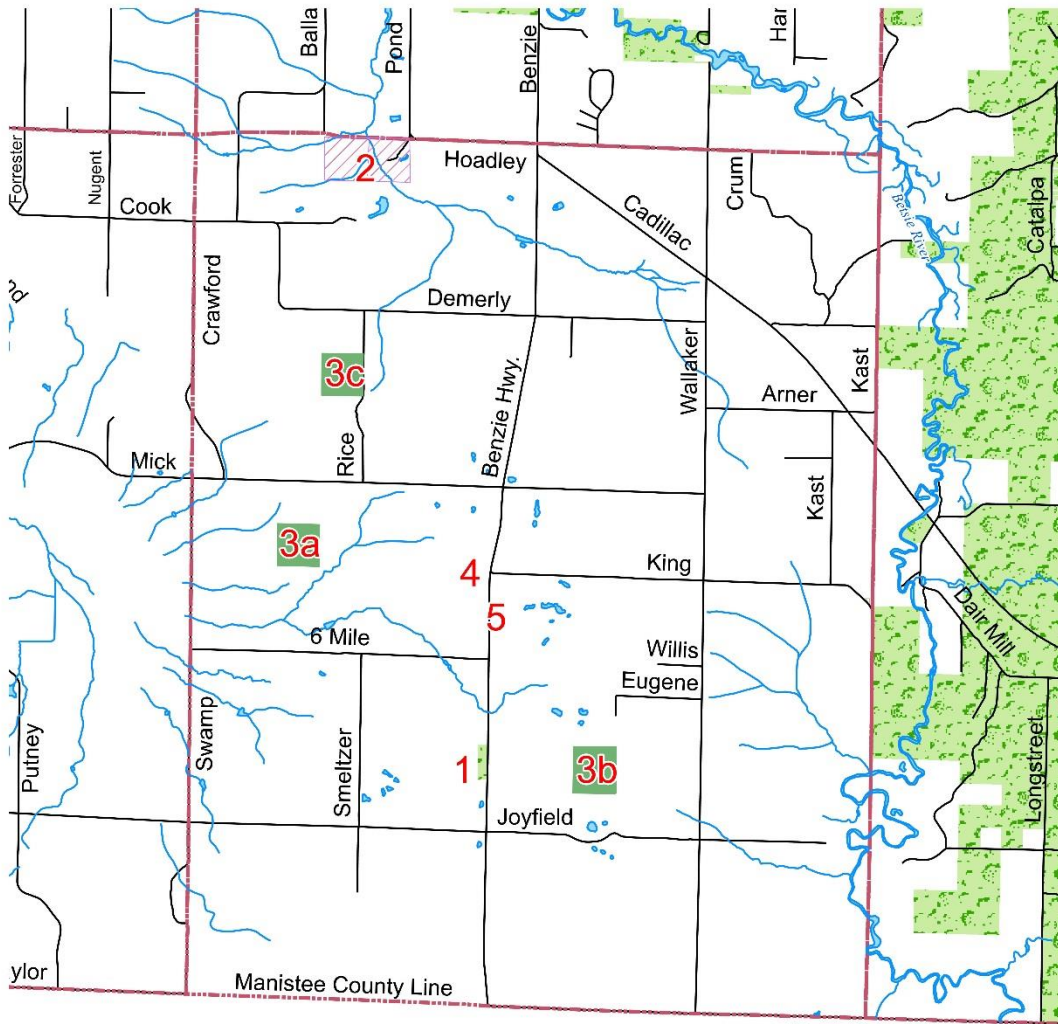 Balla
Pond
Benzie
Har
Forrester
Nugent
2
Hoadley
Crum
Cook
Cadillac
Betsie River
Catalpa
Crawford
Demerly
Wallaker
Kast
3c
Arner
Rice
Benzie Hwy.
Mick
Kast
3a
4
King
5
Dair Mill
6 Mile
Willis
Eugene
Putney
Swamp
Smeltzer
1
3b
Longstreet
Joyfield
ylor
Manistee County Line